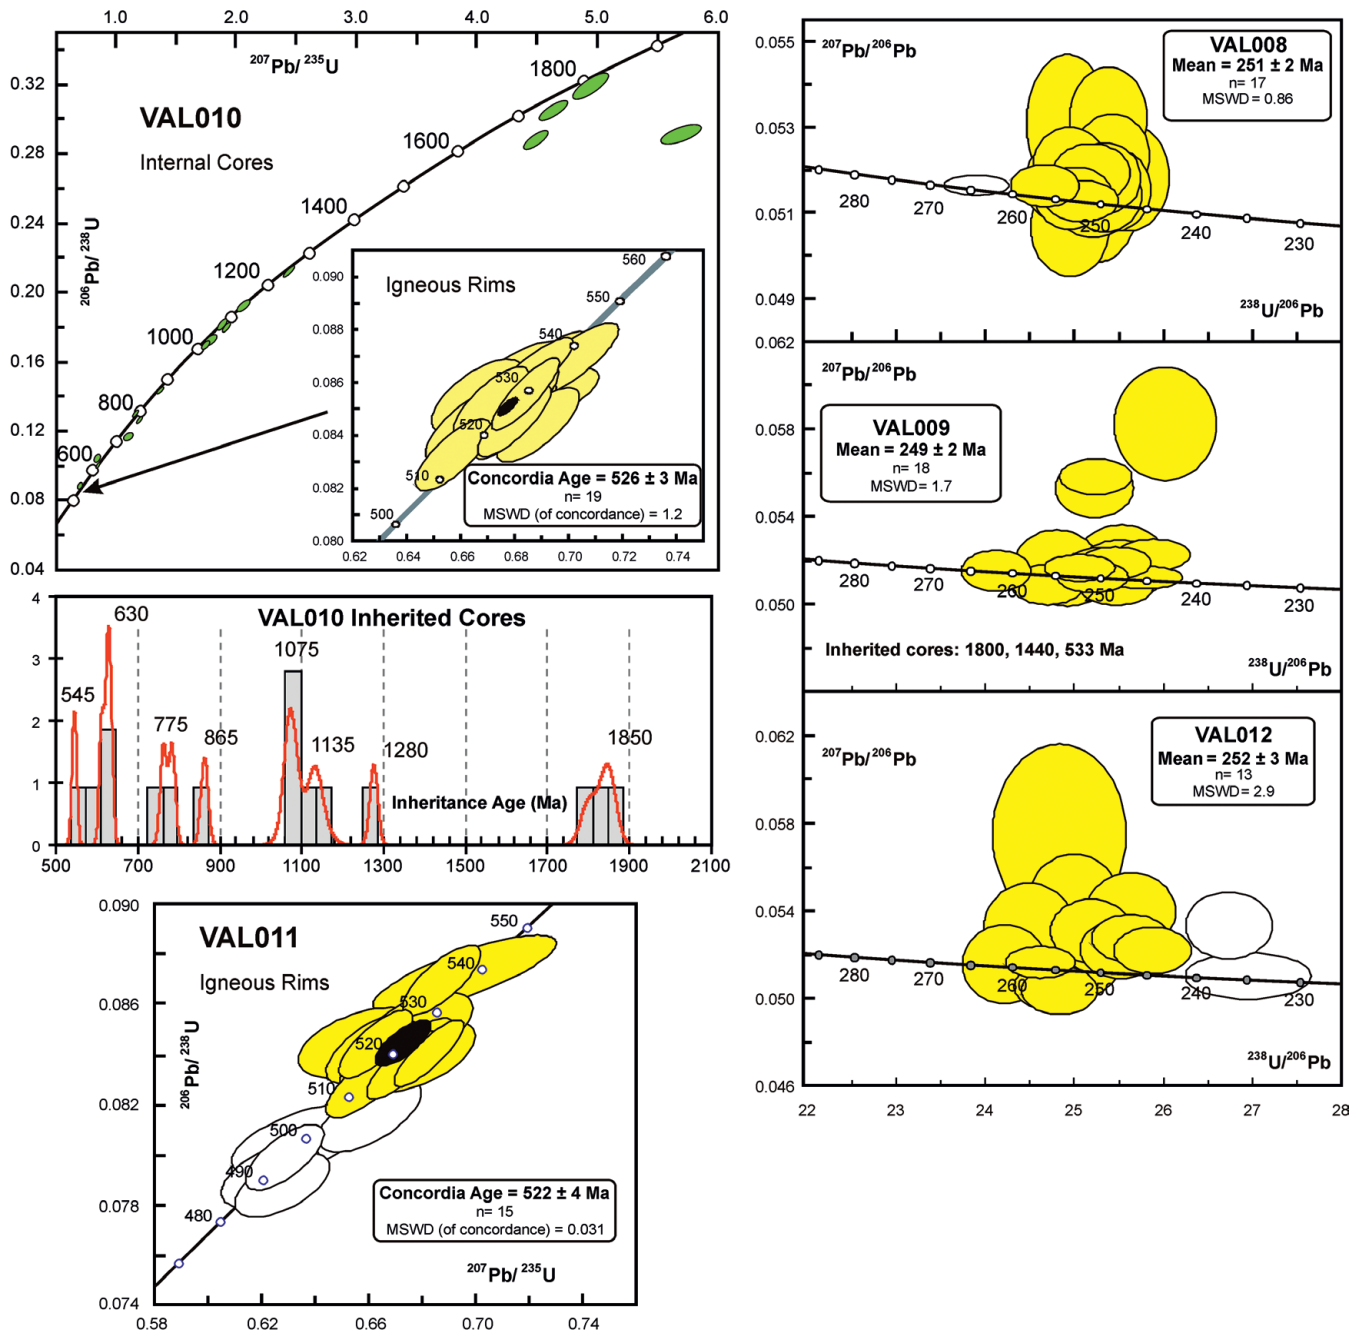 1.0 2.0 3.0 4.0 5.0 6.0
²⁰⁷Pb/ ²³⁵U
VAL010
Internal Cores
²⁰⁶Pb/ ²³⁸U
0.32
0.28
0.24
0.20
0.16
0.12
0.08
0.04
1800
1600
1400
1200
1000
800
600
Igneous Rims
0.090
0.088
0.086
0.084
0.082
0.080
560
550
540
530
520
510
500
Concordia Age = 526 ± 3 Ma
n= 19
MSWD (of concordance) = 1.2
0.62 0.64 0.66 0.68 0.70 0.72 0.74
VAL010 Inherited Cores
4
3
2
1
0
545
630
775
865
1075
1135
1280
1850
Inheritance Age (Ma)
500 700 900 1100 1300 1500 1700 1900 2100
VAL011
Igneous Rims
²⁰⁶Pb/ ²³⁸U
0.090
0.086
0.082
0.078
0.074
550
540
530
520
510
500
490
480
Concordia Age = 522 ± 4 Ma
n= 15
MSWD (of concordance) = 0.031
²⁰⁷Pb/ ²³⁵U
0.58 0.62 0.66 0.70 0.74
²⁰⁷Pb/ ²⁰⁶Pb
VAL008
Mean = 251 ± 2 Ma
n= 17
MSWD = 0.86
0.055
0.053
0.051
0.049
280 270 260 250 240 230
²³⁸U/²⁰⁶Pb
0.062
²⁰⁷Pb/ ²⁰⁶Pb
VAL009
Mean = 249 ± 2 Ma
n= 18
MSWD= 1.7
0.058
0.054
0.050
280 270 260 250 240 230
Inherited cores: 1800, 1440, 533 Ma
²³⁸U/²⁰⁶Pb
²⁰⁷Pb/ ²⁰⁶Pb
VAL012
Mean = 252 ± 3 Ma
n= 13
MSWD= 2.9
0.062
0.058
0.054
0.050
0.046
280 270 260 250 240 230
²³⁸U/²⁰⁶Pb
22 23 24 25 26 27 28